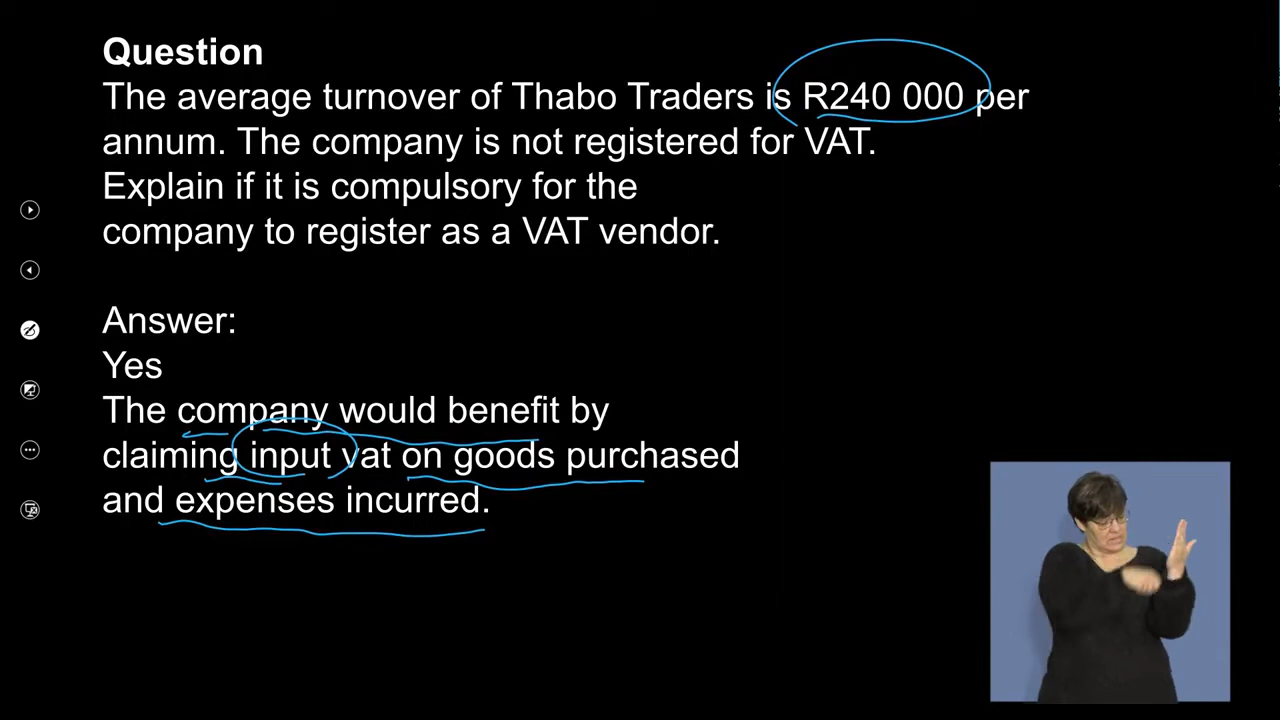 Question
The average turnover of Thabo Traders is R240 000 per
annum. The company is not registered for VAT.
Explain if it is compulsory for the
company to register as a VAT vendor.
Answer:
Yes
The company would benefit by
claiming input vat on goods purchased
and expenses incurred.